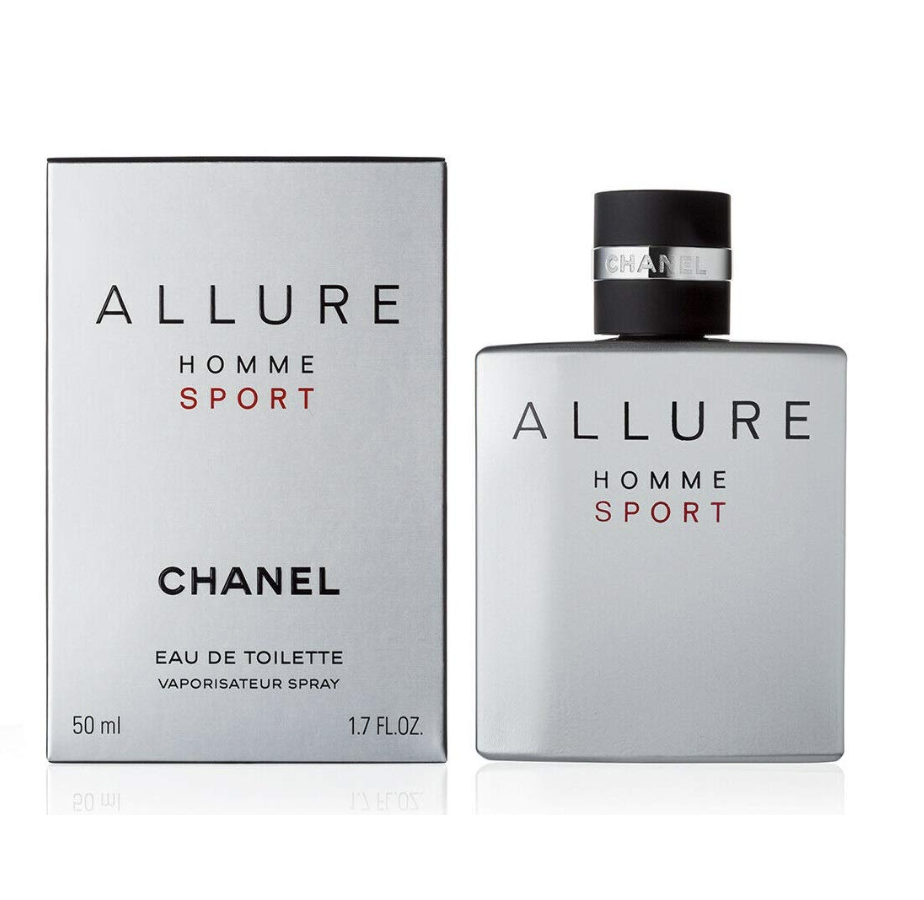 ALLURE
HOMME
SPORT
CHANEL
EAU DE TOILETTE
VAPORISATEUR SPRAY
50 ml 1.7 FL.OZ.
CHANEL
ALLURE
HOMME
SPORT